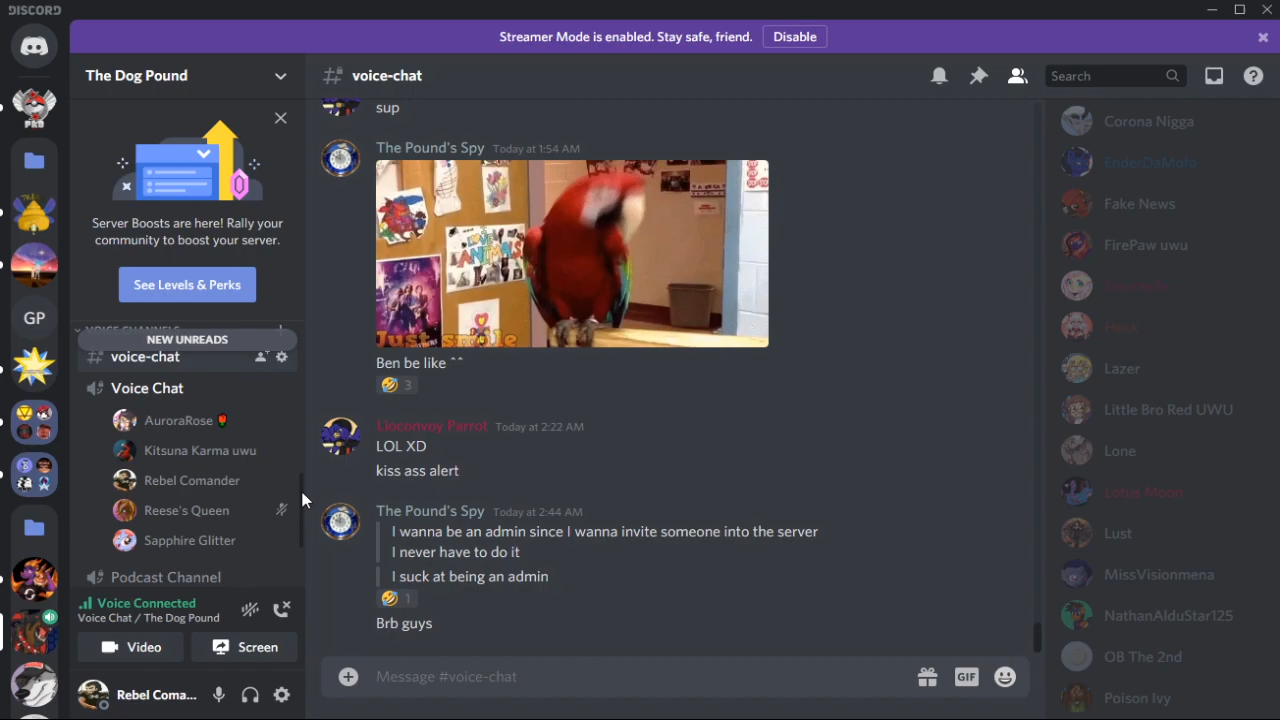 DISCORD
Streamer Mode is enabled. Stay safe, friend.
Disable
The Dog Pound
voice-chat
Search
Server Boosts are here! Rally your
community to boost your server.
See Levels & Perks
NEW UNREADS
voice-chat
Voice Chat
AuroraRose
Kitsuna Karma uwu
Rebel Comander
Reese's Queen
Sapphire Glitter
Podcast Channel
Voice Connected
Voice Chat / The Dog Pound
Video
Screen
Rebel Coma...
GP
sup
The Pound's Spy Today at 1:54 AM
I LOVE
ANIMALS
Just smile
Ben be like ^^
3
Lioconvoy Parrot Today at 2:22 AM
LOL XD
kiss ass alert
The Pound's Spy Today at 2:44 AM
I wanna be an admin since I wanna invite someone into the server
I never have to do it
I suck at being an admin
1
Brb guys
Message #voice-chat
GIF
Corona Nigga
EnderDaMofo
Fake News
FirePaw uwu
Heck
Lazer
Little Bro Red UWU
Lone
Lotus Moon
Lust
MissVisionmena
NathanAlduStar125
OB The 2nd
Poison Ivy